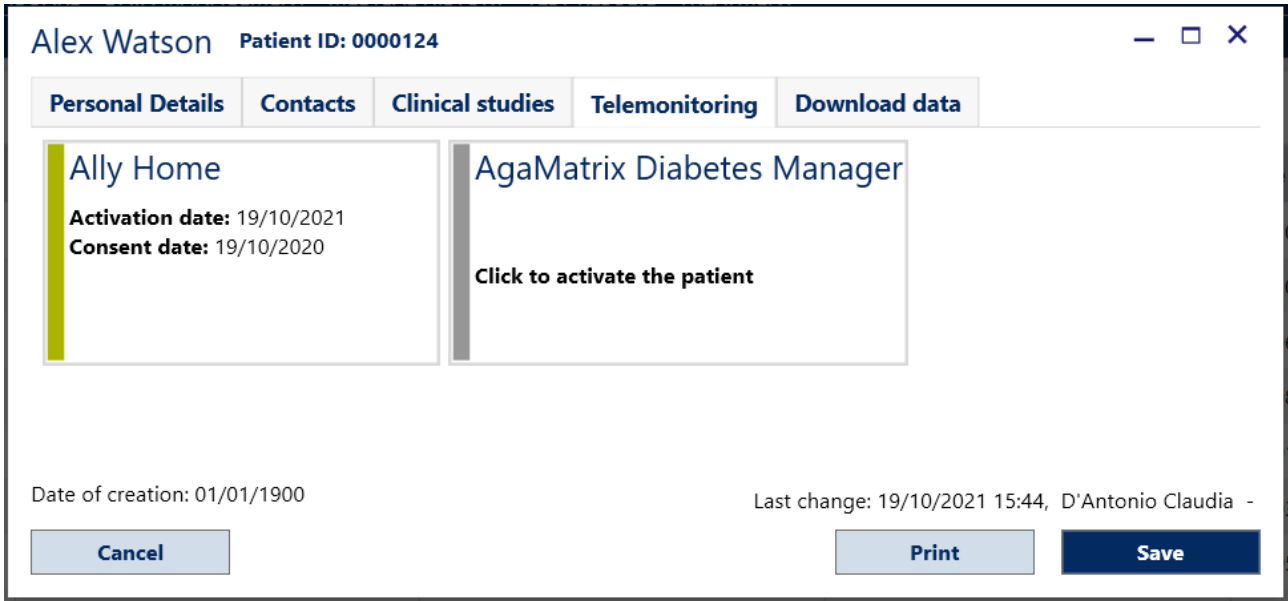 Alex Watson Patient ID: 0000124
Personal Details Contacts Clinical studies Telemonitoring Download data
Ally Home
Activation date: 19/10/2021
Consent date: 19/10/2020
AgaMatrix Diabetes Manager
Click to activate the patient
Date of creation: 01/01/1900
Last change: 19/10/2021 15:44, D'Antonio Claudia -
Cancel Print Save